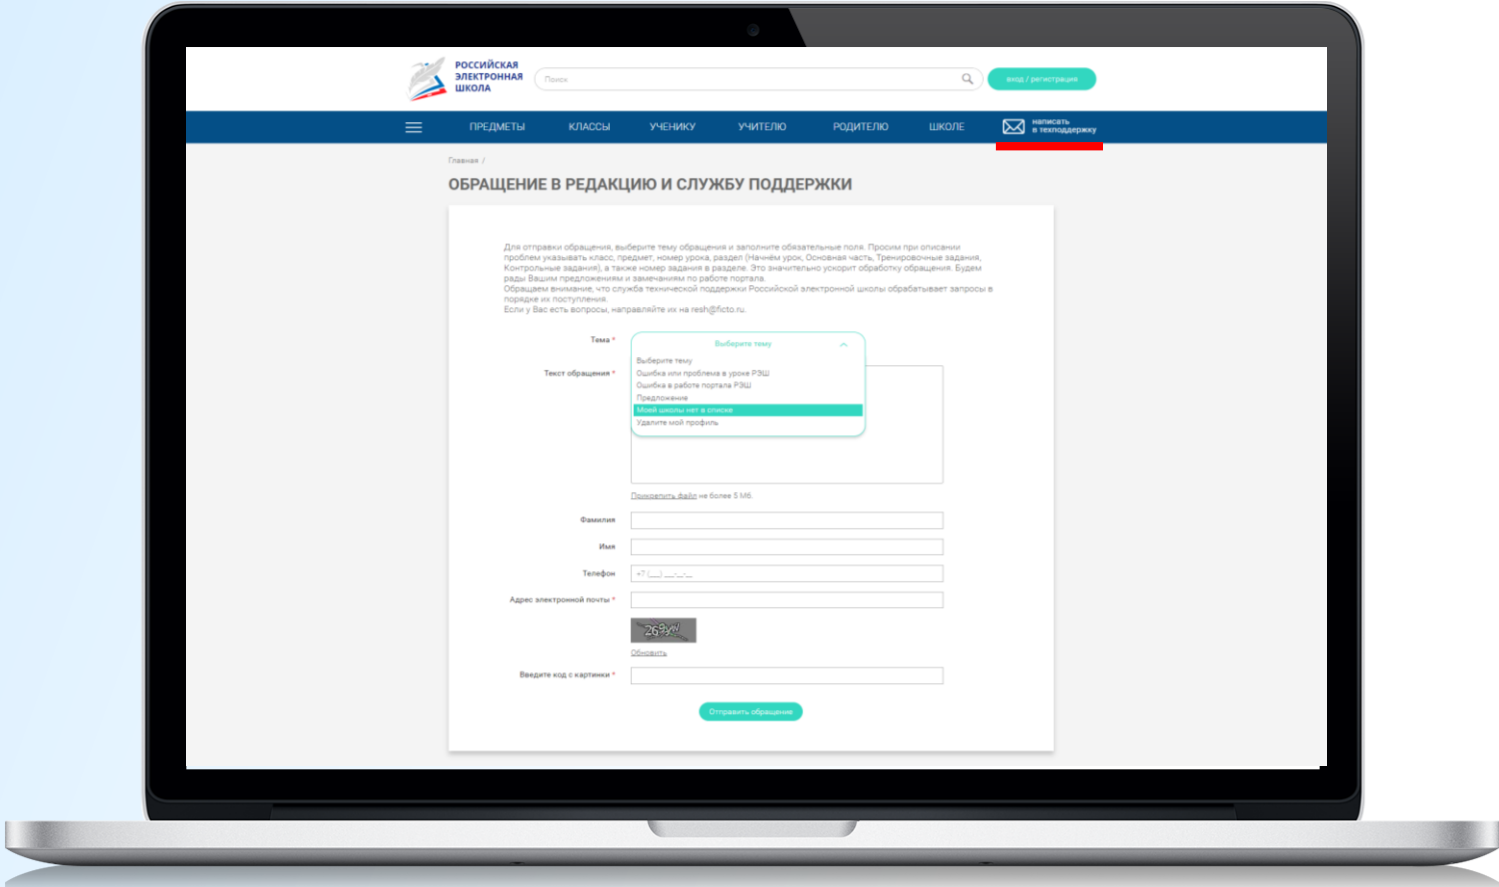 РОССИЙСКАЯ
ЭЛЕКТРОННАЯ
ШКОЛА
Поиск
вход / регистрация
ПРЕДМЕТЫ КЛАССЫ УЧЕНИКУ УЧИТЕЛЮ РОДИТЕЛЮ ШКОЛЕ
написать
в техподдержку
Главная /
ОБРАЩЕНИЕ В РЕДАКЦИЮ И СЛУЖБУ ПОДДЕРЖКИ
Для отправки обращения, выберите тему обращения и заполните обязательные поля. Просим при описании
проблем указывать класс, предмет, номер урока, раздел (Начнём урок, Основная часть, Тренировочные задания,
Контрольные задания), а также номер задания в разделе. Это значительно ускорит обработку обращения. Будем
рады Вашим предложениям и замечаниям по работе портала.
Обращаем внимание, что служба технической поддержки Российской электронной школы обрабатывает запросы в
порядке их поступления.
Если у Вас есть вопросы, направляйте их на resh@ficto.ru.
Тема *
Выберите тему
Выберите тему
Текст обращения *
Ошибка или проблема в уроке РЭШ
Ошибка в работе портала РЭШ
Предложение
Моей школы нет в списке
Удалите мой профиль
Прикрепить файл не более 5 Мб.
Фамилия
Имя
Телефон
+7 (___) ___-__-__
Адрес электронной почты *
Обновить
Введите код с картинки *
Отправить обращение